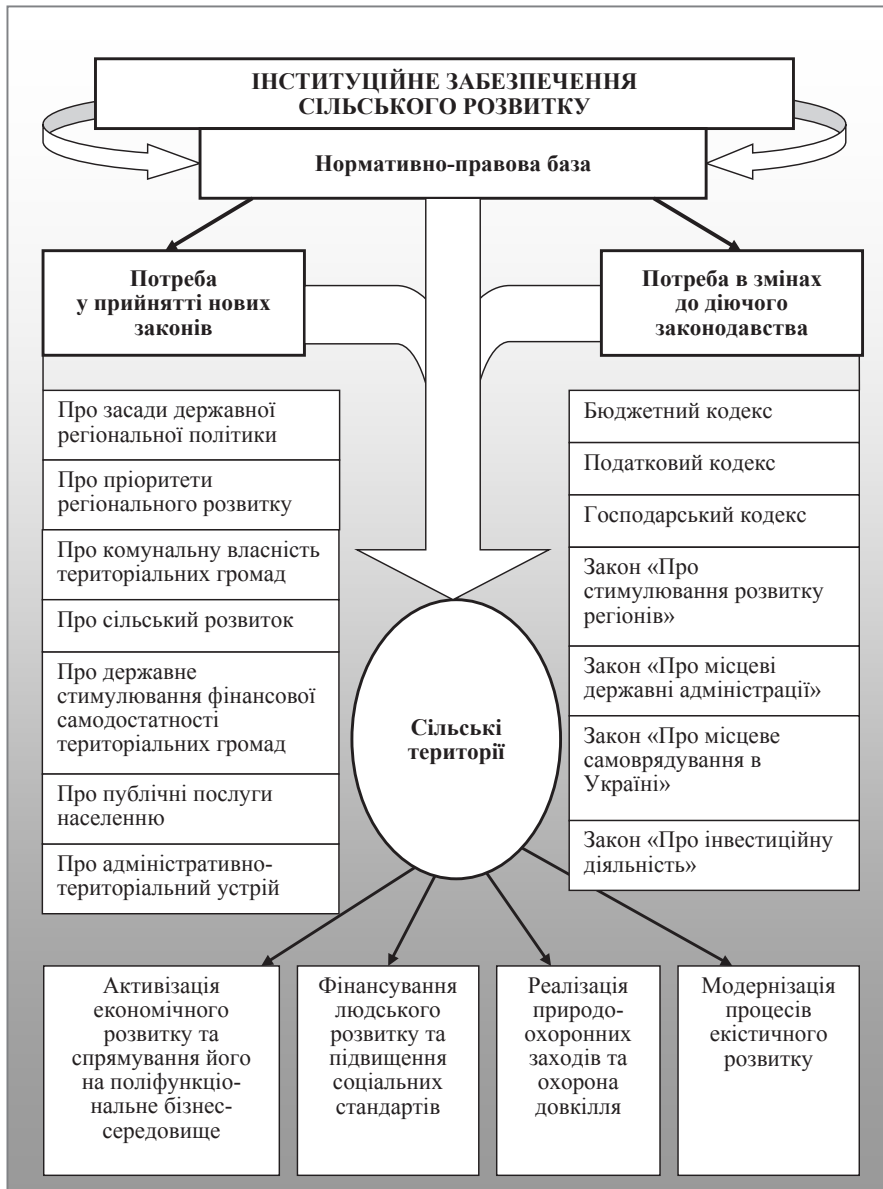 ІНСТИТУЦІЙНЕ ЗАБЕЗПЕЧЕННЯ
СІЛЬСЬКОГО РОЗВИТКУ
Нормативно-правова база
Потреба
у прийнятті нових
законів
Потреба в змінах
до діючого
законодавства
Про засади державної
регіональної політики
Про пріоритети
регіонального розвитку
Про комунальну власність
територіальних громад
Про сільський розвиток
Про державне
стимулювання фінансової
самодостатності
територіальних громад
Про публічні послуги
населенню
Про адміністративно-
територіальний устрій
Бюджетний кодекс
Податковий кодекс
Господарський кодекс
Закон «Про
стимулювання розвитку
регіонів»
Закон «Про місцеві
державні адміністрації»
Закон «Про місцеве
самоврядування в
Україні»
Закон «Про інвестиційну
діяльність»
Сільські
території
Активізація
економічного
розвитку та
спрямування його
на поліфункціо-
нальне бізнес-
середовище
Фінансування
людського
розвитку та
підвищення
соціальних
стандартів
Реалізація
природо-
охоронних
заходів та
охорона
довкілля
Модернізація
процесів
екістичного
розвитку